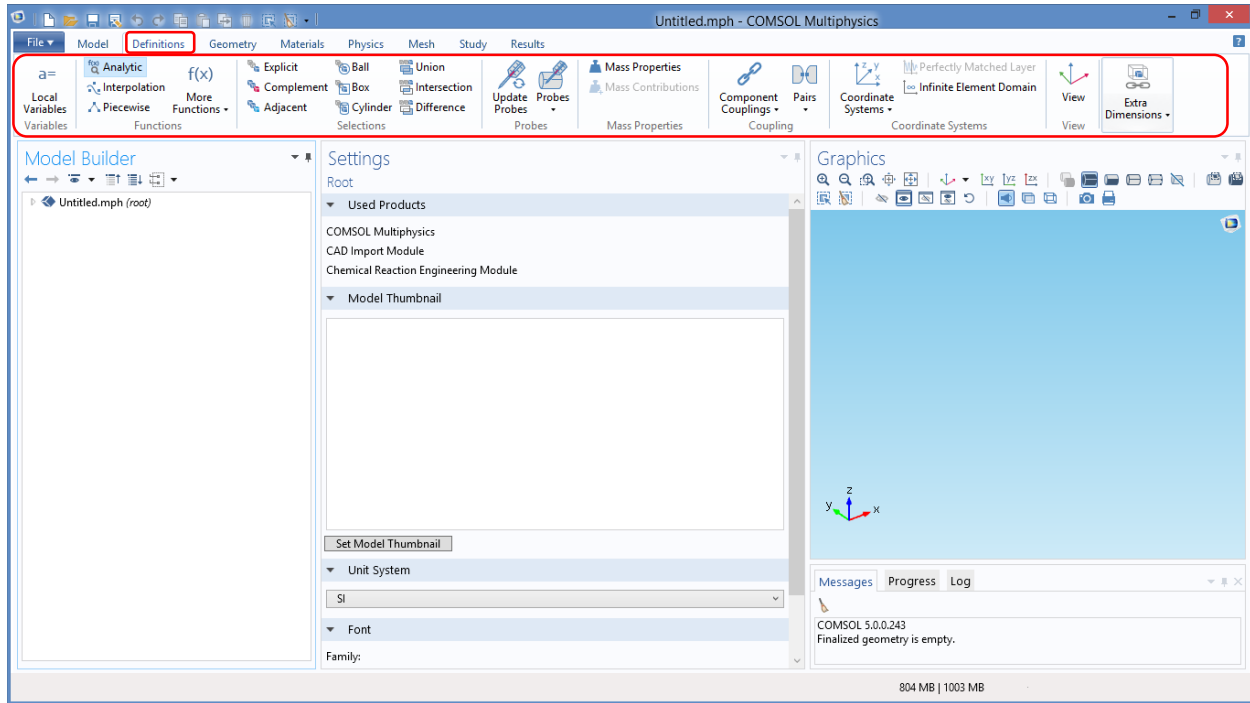 Untitled.mph - COMSOL Multiphysics
File Model Definitions Geometry Materials Physics Mesh Study Results
a=
Local
Variables
Variables
f(x)
Analytic
Interpolation
Piecewise
f(x)
More
Functions
Functions
Explicit
Complement
Adjacent
Ball
Box
Cylinder
Union
Intersection
Difference
Selections
Update
Probes
Probes
Probes
Mass Properties
Mass Contributions
Mass Properties
Component
Couplings
Pairs
Coupling
z y
x
Coordinate
Systems
Perfectly Matched Layer
Infinite Element Domain
Coordinate Systems
View
View
Extra
Dimensions
Model Builder
Untitled.mph (root)
Settings
Root
Used Products
COMSOL Multiphysics
CAD Import Module
Chemical Reaction Engineering Module
Model Thumbnail
Set Model Thumbnail
Unit System
SI
Font
Family:
Graphics
xy yz zx
z
y x
Messages Progress Log
COMSOL 5.0.0.243
Finalized geometry is empty.
804 MB | 1003 MB